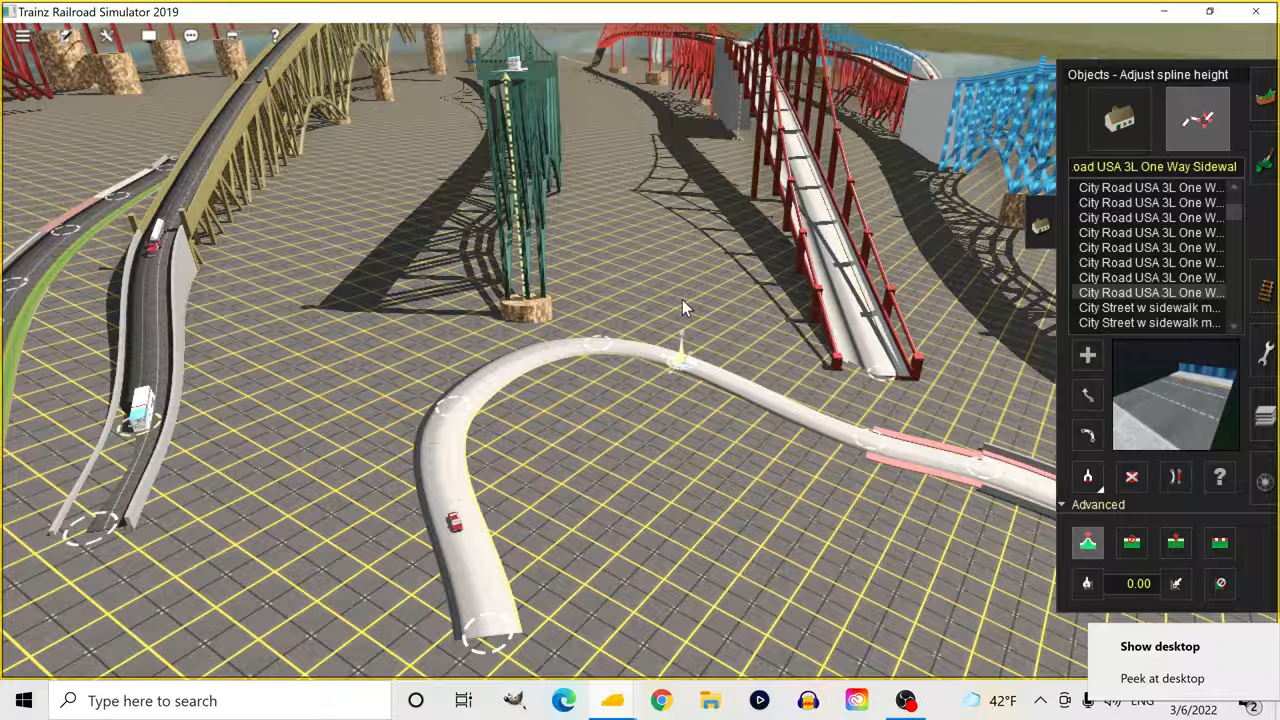 Trainz Railroad Simulator 2019
Objects - Adjust spline height
.oad USA 3L One Way Sidewal
City Road USA 3L One W...
City Road USA 3L One W...
City Road USA 3L One W...
City Road USA 3L One W...
City Road USA 3L One W...
City Road USA 3L One W...
City Road USA 3L One W...
City Road USA 3L One W...
City Street w sidewalk m...
City Street w sidewalk m...
Advanced
0.00
Show desktop
Peek at desktop
Type here to search
42°F
ENG
3/6/2022
2